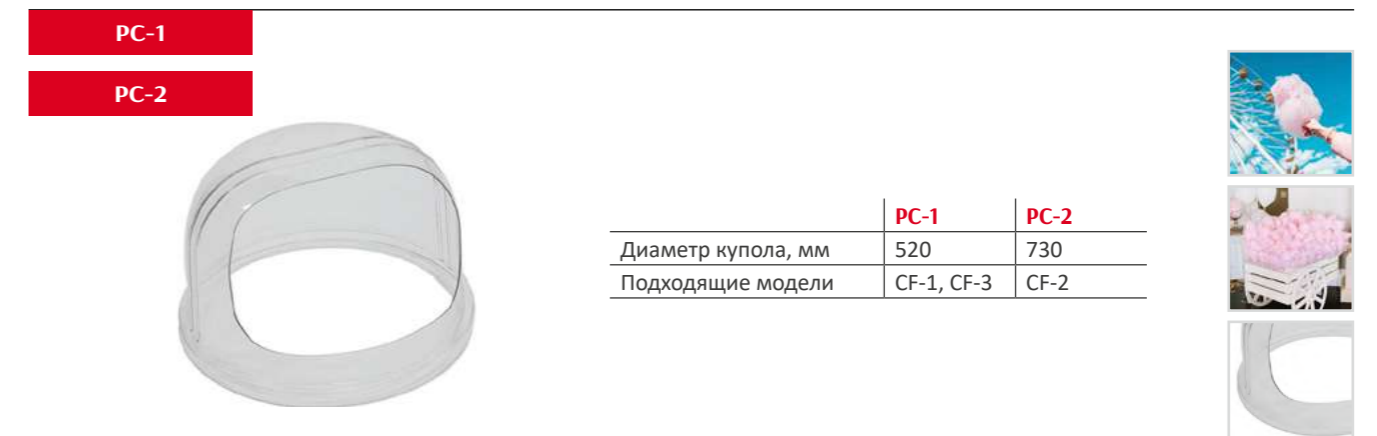 PC-1
PC-2
PC-1 PC-2
Диаметр купола, мм 520 730
Подходящие модели CF-1, CF-3 CF-2